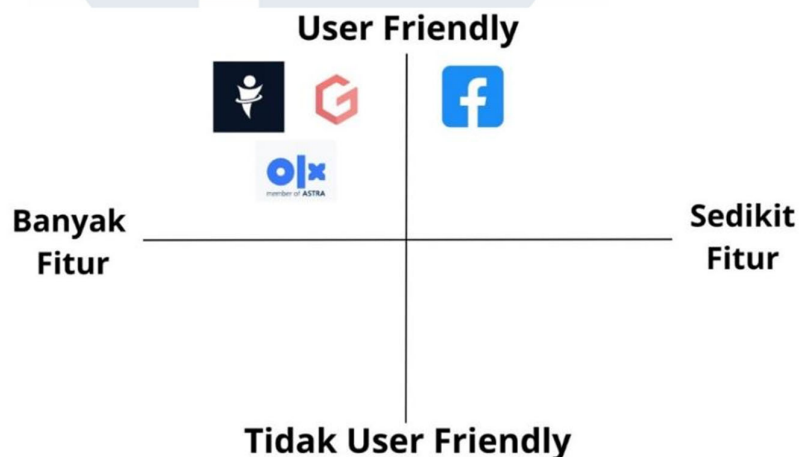 User Friendly
olx
member of ASTRA
Banyak
Fitur
Sedikit
Fitur
Tidak User Friendly